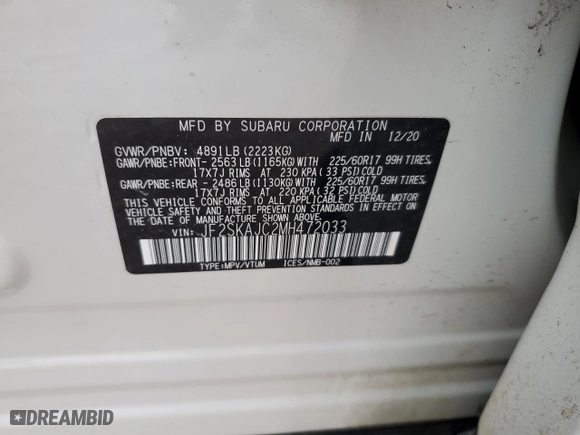 MFD BY SUBARU CORPORATION
MFD IN 12/20
GVWR/PNBV: 4891LB(2223KG)
GAWR/PNBE:FRONT- 2563LB(1165KG)WITH 225/60R17 99H TIRES,
17X7J RIMS AT 230 KPA(33 PSI)COLD
GAWR/PNBE:REAR - 2486LB(1130KG)WITH 225/60R17 99H TIRES,
17X7J RIMS AT 220 KPA(32 PSI)COLD
THIS VEHICLE CONFORMS TO ALL APPLICABLE FEDERAL MOTOR
VEHICLE SAFETY STANDARDS IN EFFECT ON
THE DATE OF MANUFACTURE SHOWN ABOVE.
VIN: JF2SKAJC2MH472033
TYPE:MPV/VTUM ICES/NMB-002
DREAMBID